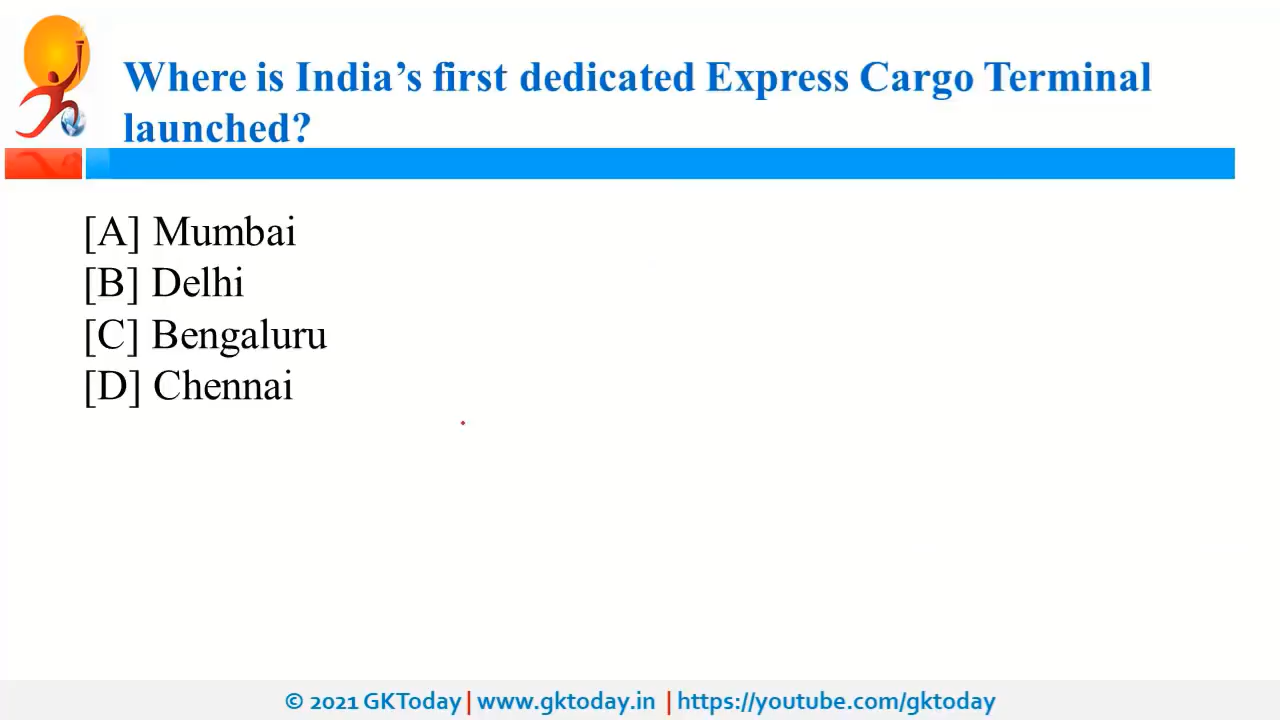 Where is India’s first dedicated Express Cargo Terminal
launched?
[A] Mumbai
[B] Delhi
[C] Bengaluru
[D] Chennai
© 2021 GKToday | www.gktoday.in | https://youtube.com/gktoday